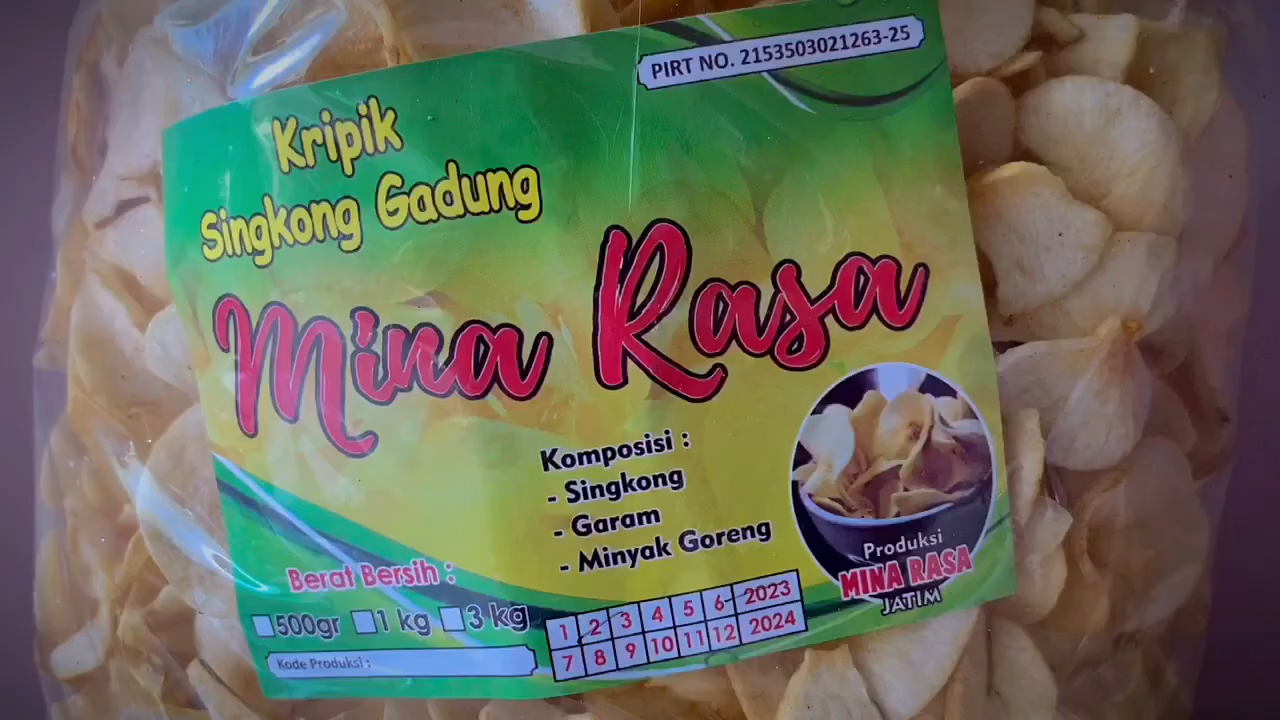 PIRT NO. 2153503021263-25
Kripik
Singkong Gadung
Mina Rasa
Komposisi :
- Singkong
- Garam
- Minyak Goreng
Produksi
MINA RASA
JATIM
Berat Bersih :
500gr 1 kg 3 kg
Kode Produksi :
1 2 3 4 5 6 2023
7 8 9 10 11 12 2024